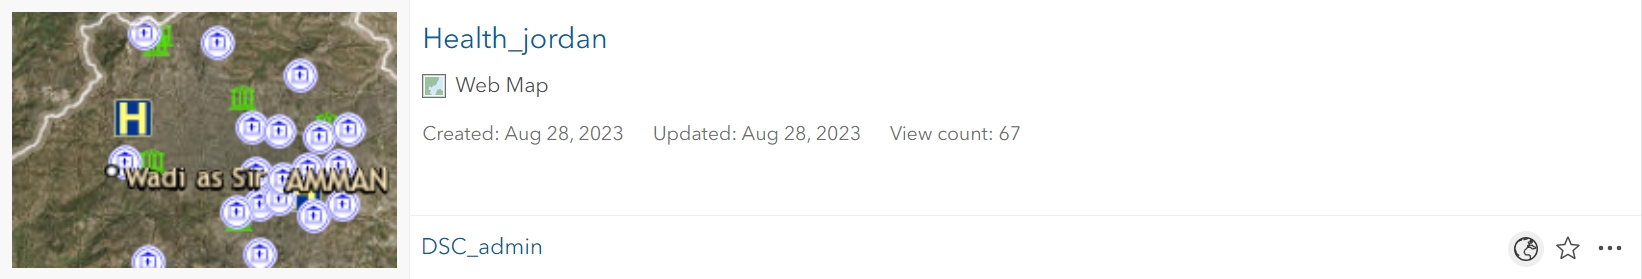 Health_jordan
Web Map
Created: Aug 28, 2023 Updated: Aug 28, 2023 View count: 67
H
Wadi as Sir AMMAN
DSC_admin